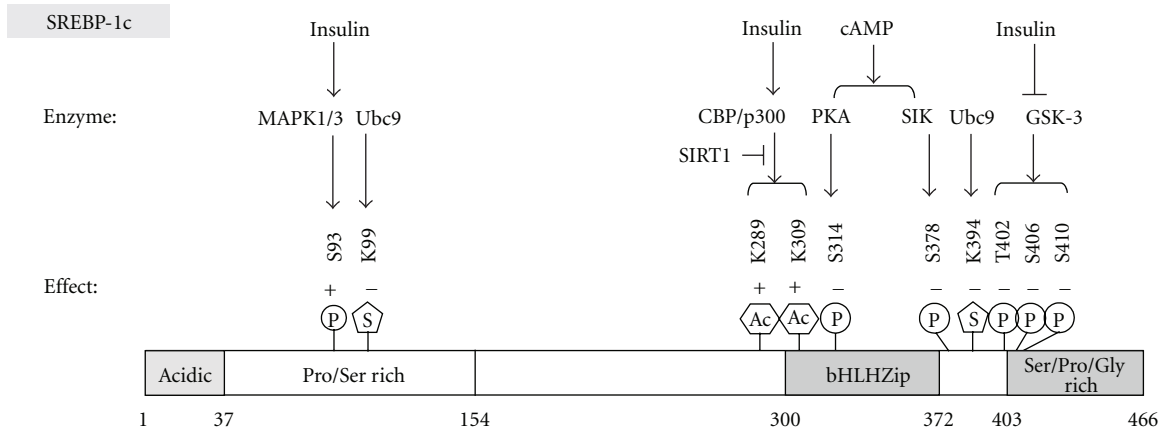 SREBP-1c
Insulin Insulin cAMP Insulin
Enzyme: MAPK1/3 Ubc9 CBP/p300 PKA SIK Ubc9 GSK-3
SIRT1
S93 K99 K289 K309 S314 S378 K394 T402 S406 S410
Effect: + − + + − − − − − −
P S Ac Ac P P S P P P
Acidic Pro/Ser rich bHLHZip Ser/Pro/Gly
rich
1 37 154 300 372 403 466